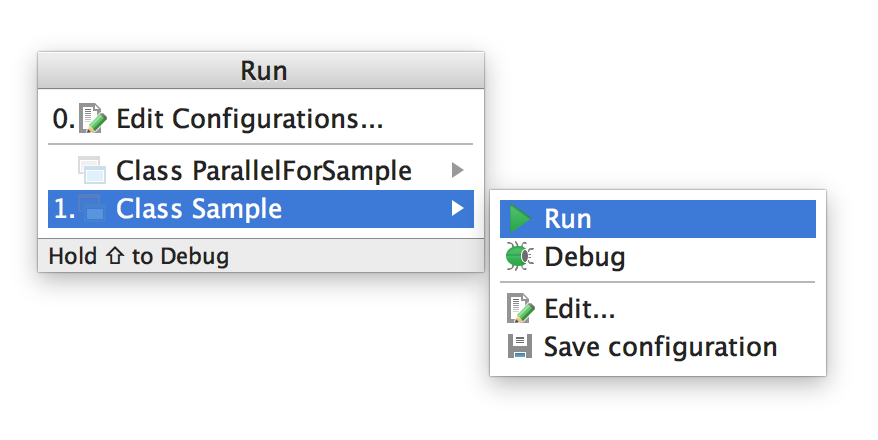 Run
0. Edit Configurations...
Class ParallelForSample
1. Class Sample
Hold ⇧ to Debug
Run
Debug
Edit...
Save configuration